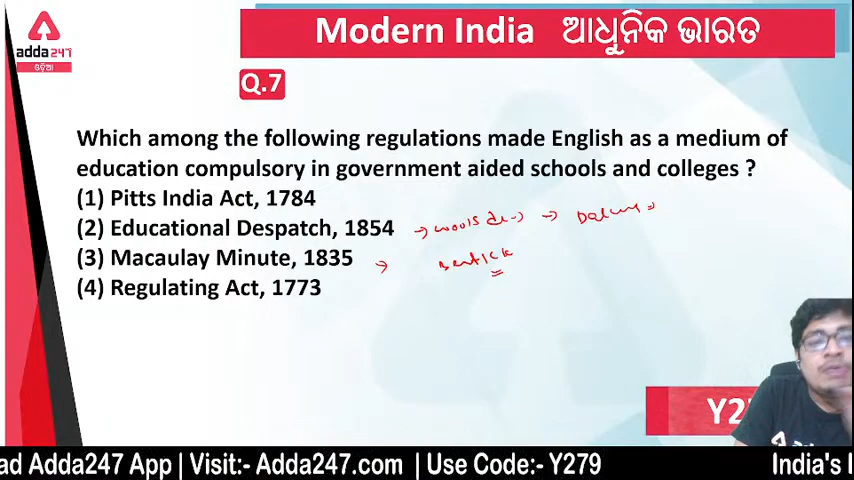 adda247
ଓଡ଼ିଆ
Modern India ଆଧୁନିକ ଭାରତ
Q.7
Which among the following regulations made English as a medium of
education compulsory in government aided schools and colleges ?
(1) Pitts India Act, 1784
(2) Educational Despatch, 1854
(3) Macaulay Minute, 1835
(4) Regulating Act, 1773
ad Adda247 App | Visit:- Adda247.com | Use Code:- Y279
India's